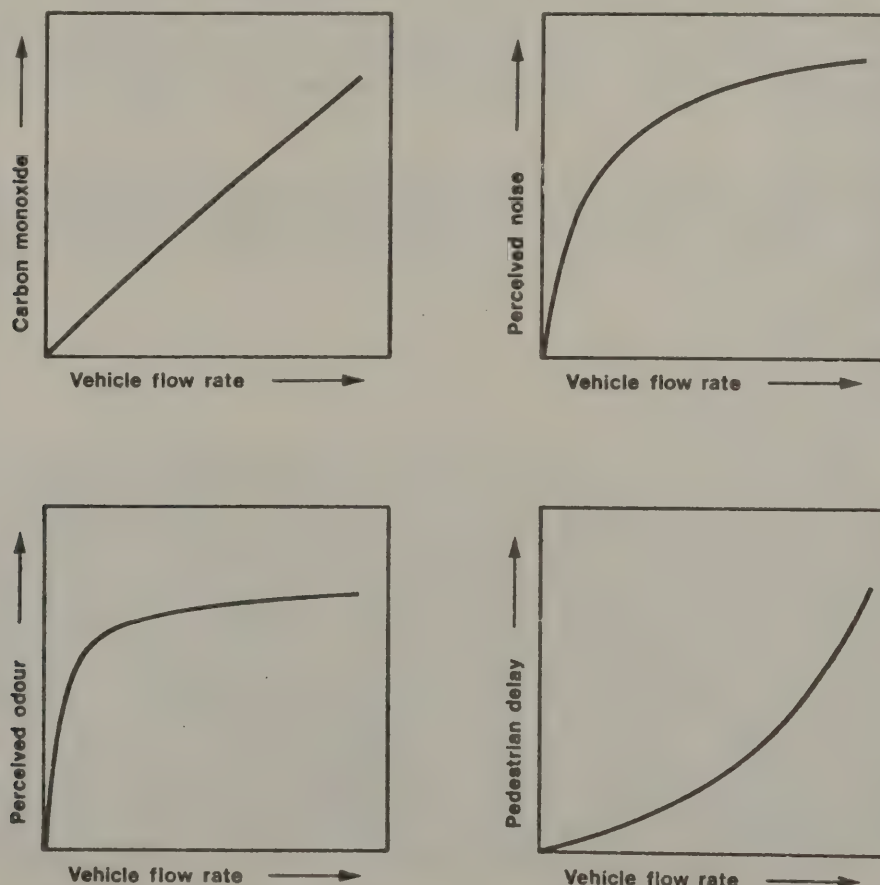 Carbon monoxide
Vehicle flow rate
Perceived noise
Vehicle flow rate
Perceived odour
Vehicle flow rate
Pedestrian delay
Vehicle flow rate